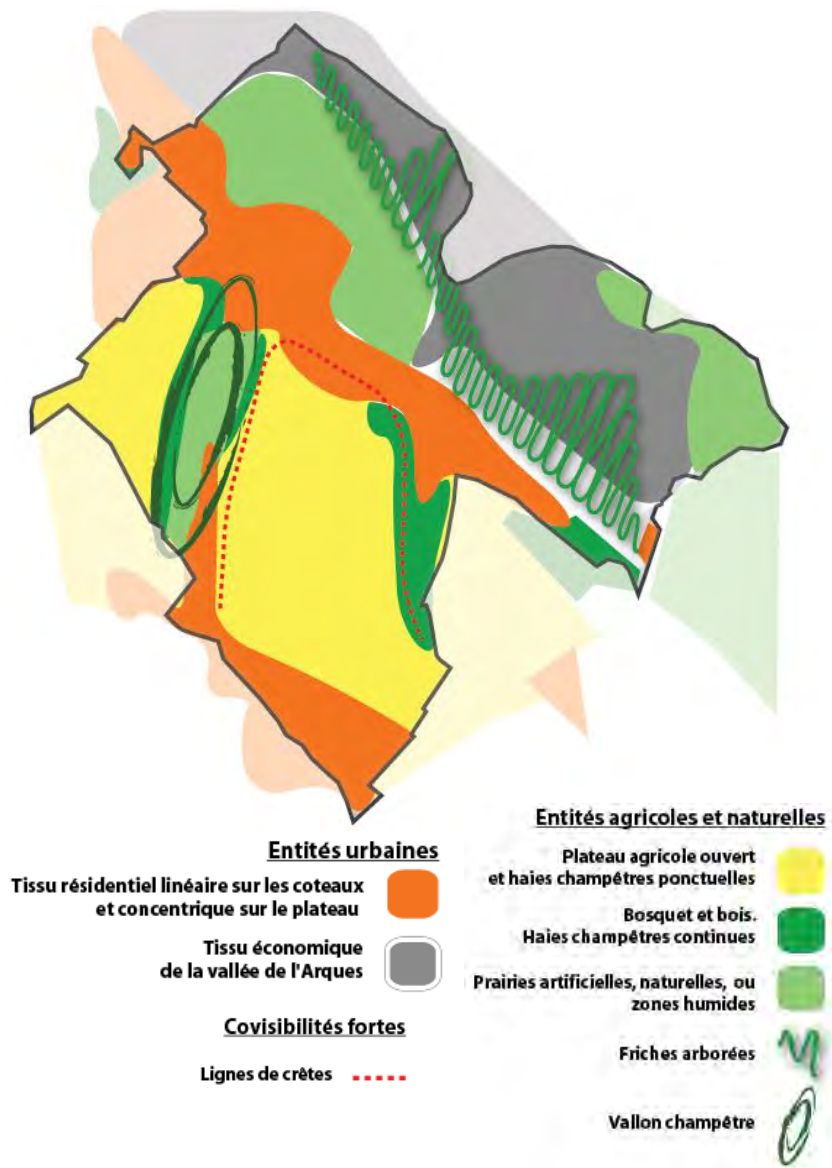 Entités urbaines
Tissu résidentiel linéaire sur les coteaux
et concentrique sur le plateau
Tissu économique
de la vallée de l'Arques
Covisibilités fortes
Lignes de crêtes
Entités agricoles et naturelles
Plateau agricole ouvert
et haies champêtres ponctuelles
Bosquet et bois.
Haies champêtres continues
Prairies artificielles, naturelles, ou
zones humides
Friches arborées
Vallon champêtre